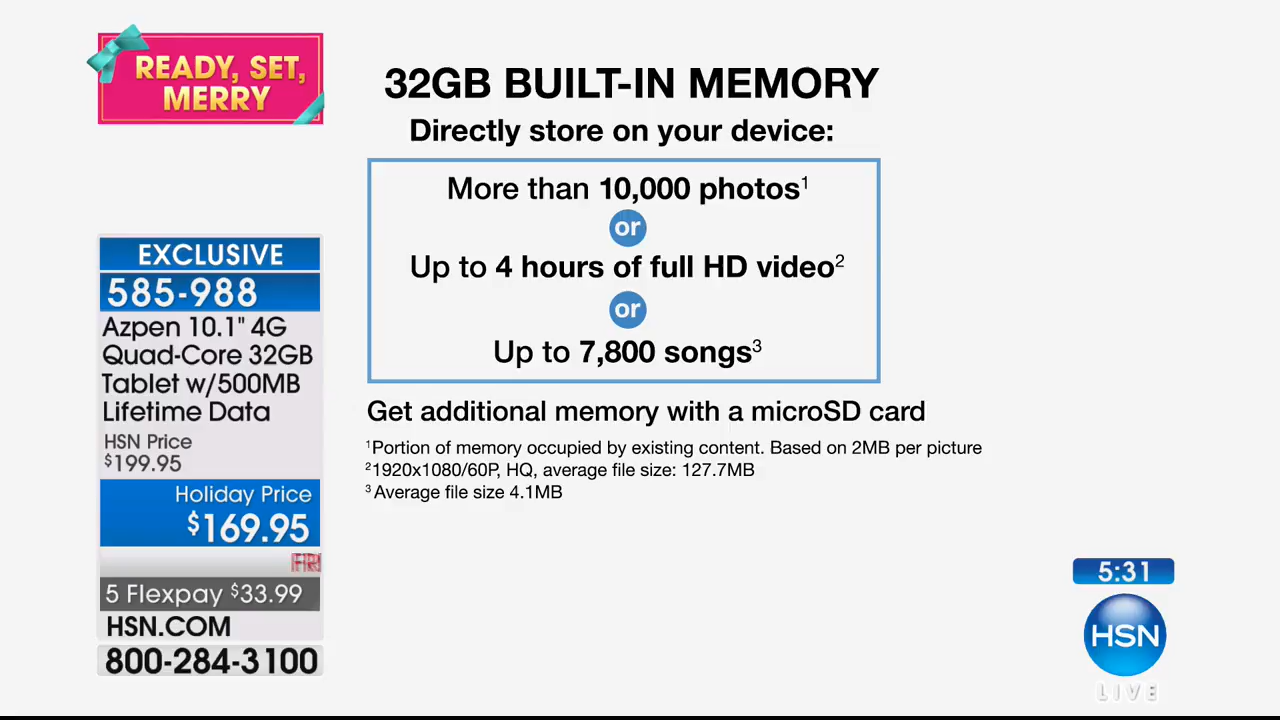 READY, SET,
MERRY
32GB BUILT-IN MEMORY
Directly store on your device:
More than 10,000 photos¹
or
Up to 4 hours of full HD video²
or
Up to 7,800 songs³
Get additional memory with a microSD card
¹Portion of memory occupied by existing content. Based on 2MB per picture
²1920x1080/60P, HQ, average file size: 127.7MB
³Average file size 4.1MB
EXCLUSIVE
585-988
Azpen 10.1" 4G
Quad-Core 32GB
Tablet w/500MB
Lifetime Data
HSN Price
$199.95
Holiday Price
$169.95
5 Flexpay $33.99
HSN.COM
800-284-3100
5:31
HSN
LIVE